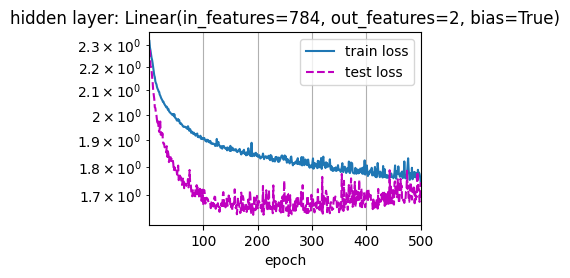 hidden layer: Linear(in_features=784, out_features=2, bias=True)
train loss
test loss
2.3 × 10⁰
2.2 × 10⁰
2.1 × 10⁰
2 × 10⁰
1.9 × 10⁰
1.8 × 10⁰
1.7 × 10⁰
100 200 300 400 500
epoch